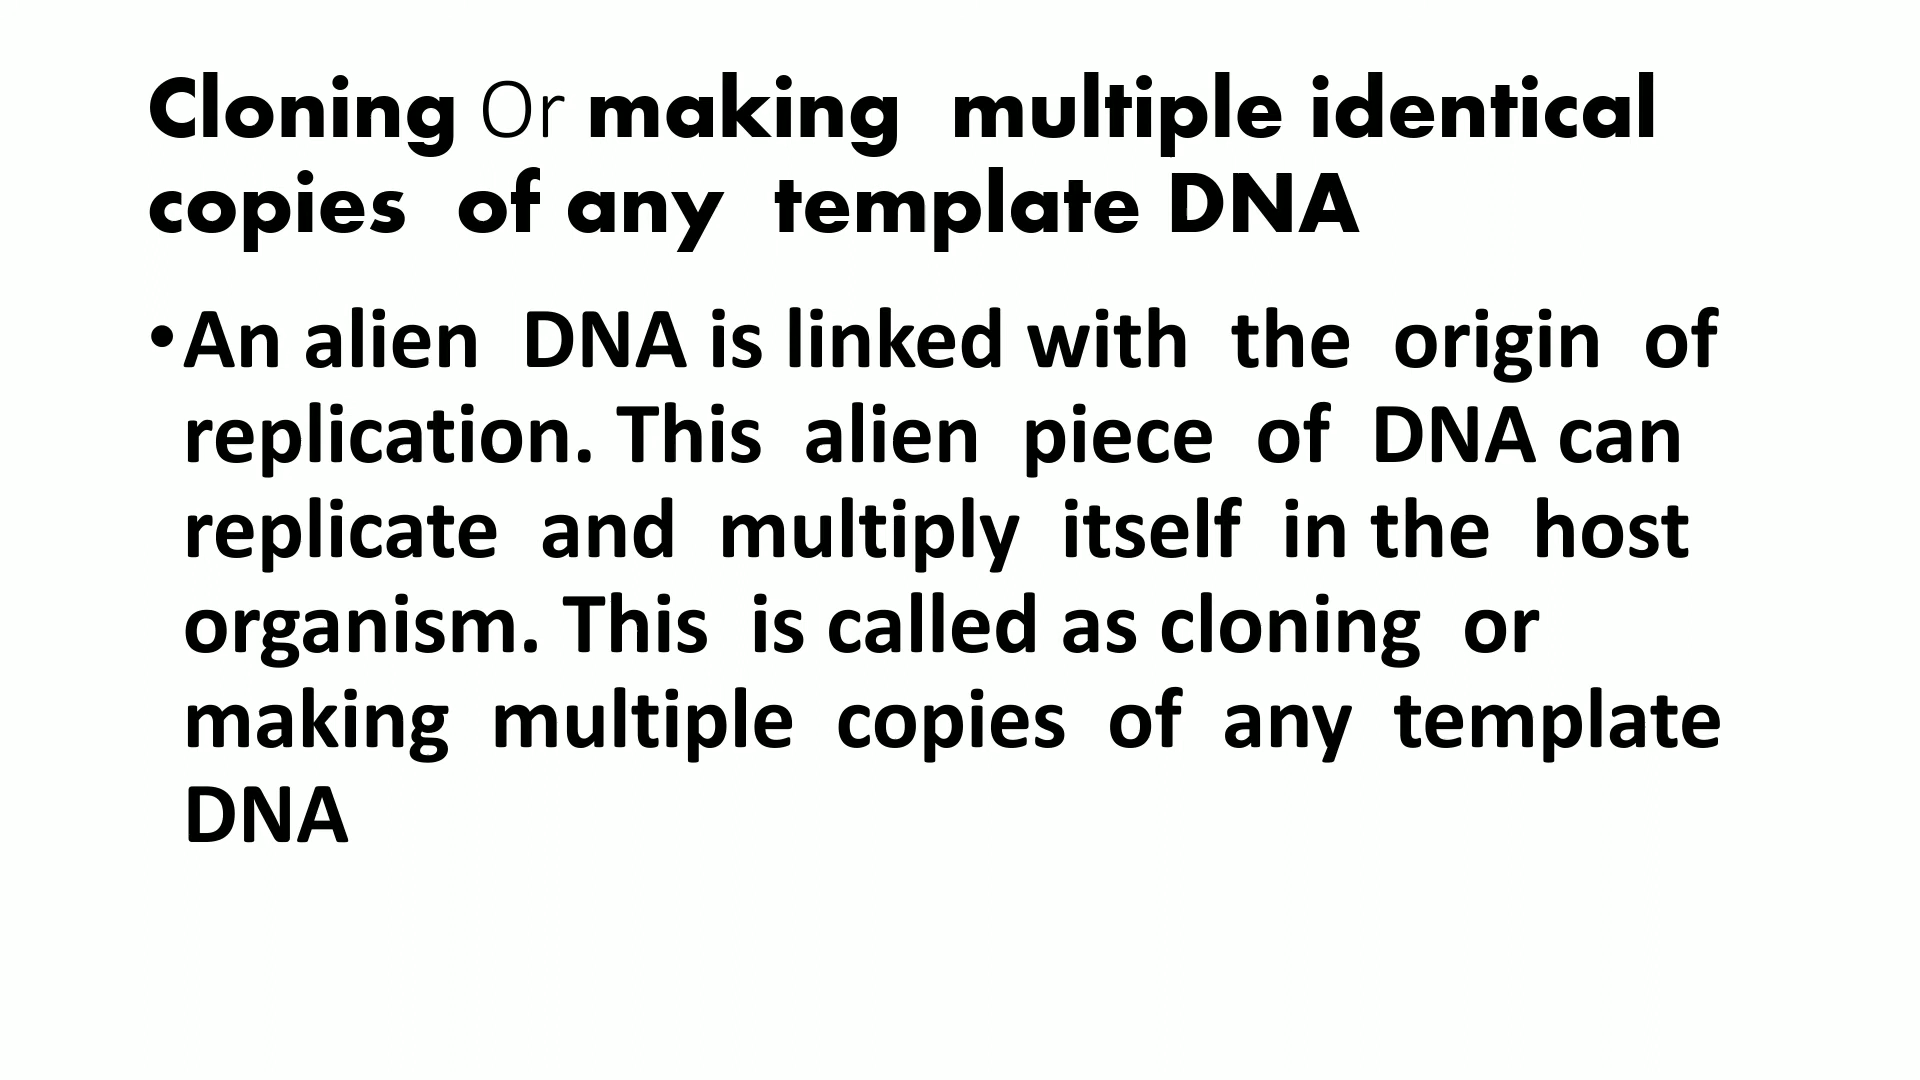 Cloning Or making multiple identical
copies of any template DNA
•An alien DNA is linked with the origin of
replication. This alien piece of DNA can
replicate and multiply itself in the host
organism. This is called as cloning or
making multiple copies of any template
DNA